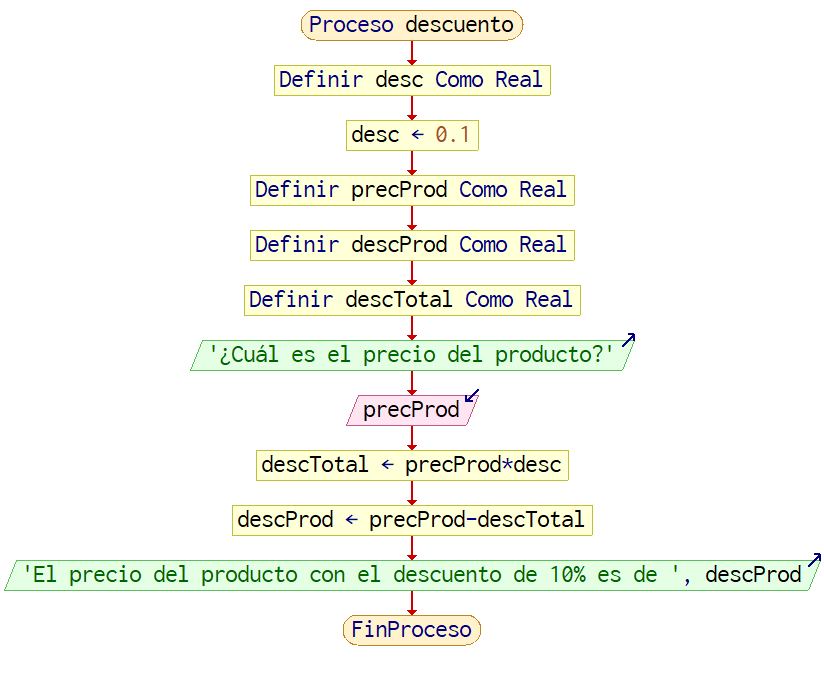 Proceso descuento
Definir desc Como Real
desc ← 0.1
Definir precProd Como Real
Definir descProd Como Real
Definir descTotal Como Real
'¿Cuál es el precio del producto?'
precProd
descTotal ← precProd*desc
descProd ← precProd-descTotal
'El precio del producto con el descuento de 10% es de ', descProd
FinProceso